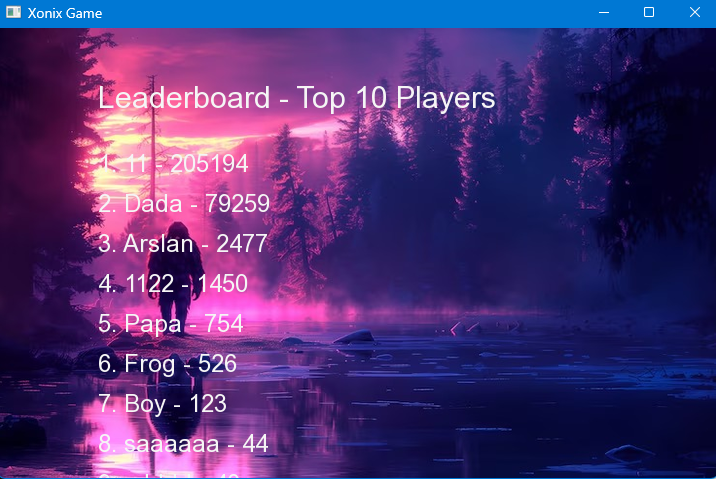 Xonix Game
Leaderboard - Top 10 Players
1. 11 - 205194
2. Dada - 79259
3. Arslan - 2477
4. 1122 - 1450
5. Papa - 754
6. Frog - 526
7. Boy - 123
8. saaaaaa - 44